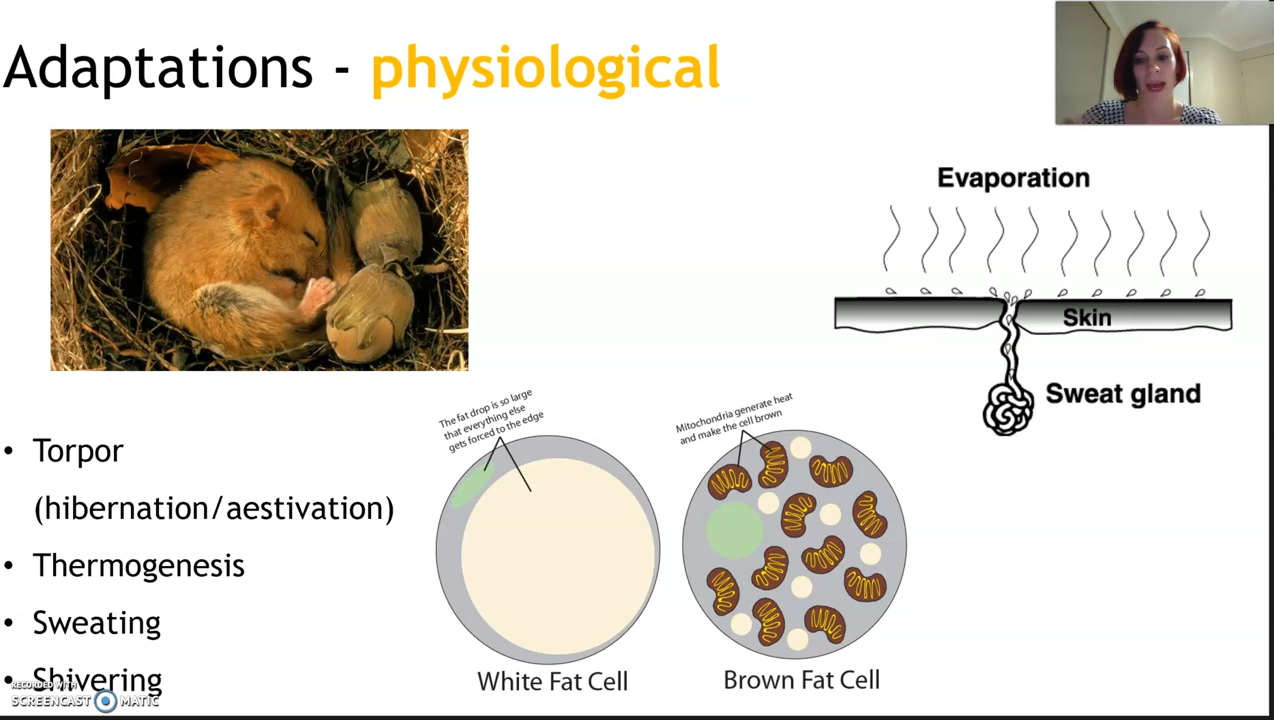 Adaptations - physiological
Evaporation
Skin
Sweat gland
The fat drop is so large
that everything else
gets forced to the edge
Mitochondria generate heat
and make the cell brown
• Torpor
(hibernation/aestivation)
• Thermogenesis
• Sweating
• Shivering
White Fat Cell
Brown Fat Cell
RECORDED WITH
SCREENCAST MATIC